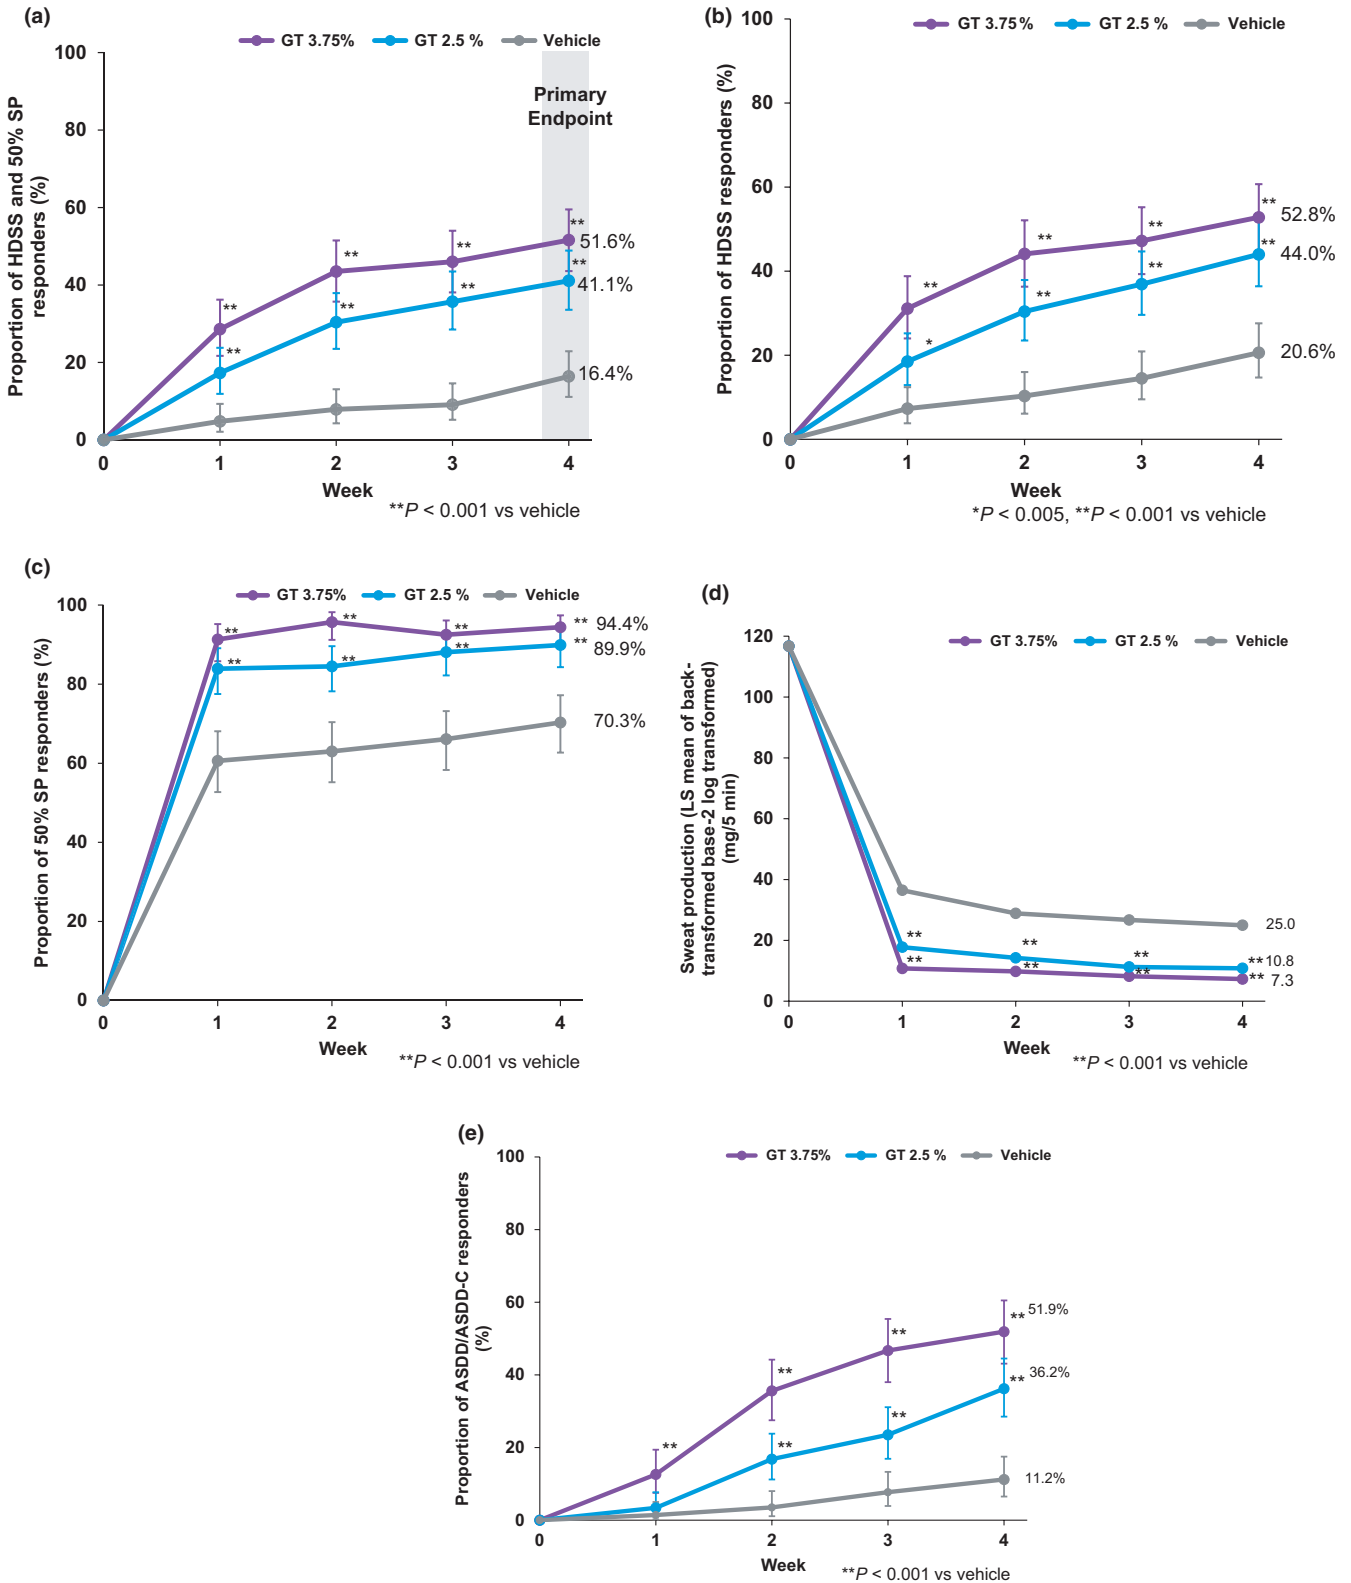 (a)
GT 3.75% GT 2.5 % Vehicle
Proportion of HDSS and 50% SP
responders (%)
100
80
60
40
20
0
Primary
Endpoint
** ** ** **
** ** ** **
51.6%
41.1%
16.4%
0 1 2 3 4
Week
**P < 0.001 vs vehicle
(b)
GT 3.75% GT 2.5 % Vehicle
Proportion of HDSS responders (%)
100
80
60
40
20
0
** ** ** **
* ** ** **
52.8%
44.0%
20.6%
0 1 2 3 4
Week
*P < 0.005, **P < 0.001 vs vehicle
(c)
GT 3.75% GT 2.5 % Vehicle
Proportion of 50% SP responders (%)
100
80
60
40
20
0
** ** ** ** 94.4%
** ** ** ** 89.9%
70.3%
0 1 2 3 4
Week
**P < 0.001 vs vehicle
(d)
GT 3.75% GT 2.5 % Vehicle
Sweat production (LS mean of back-
transformed base-2 log transformed)
(mg/5 min)
120
100
80
60
40
20
0
25.0
** ** ** ** 10.8
** ** ** ** 7.3
0 1 2 3 4
Week
**P < 0.001 vs vehicle
(e)
GT 3.75% GT 2.5 % Vehicle
Proportion of ASDD/ASDD-C responders
(%)
100
80
60
40
20
0
** ** ** ** 51.9%
** ** ** 36.2%
11.2%
0 1 2 3 4
Week
**P < 0.001 vs vehicle